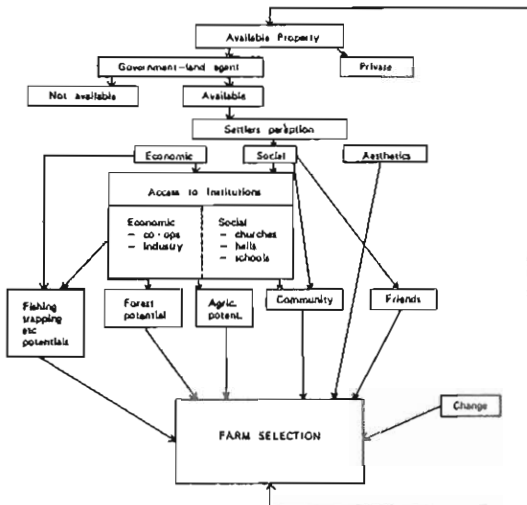 Available Property
Government-land agent
Private
Not available
Available
Settlers perception
Economic
Social
Aesthetics
Access to Institutions
Economic
- co-ops
- industry
Social
- churches
- halls
- schools
Fishing
trapping
etc
potentials
Forest
potential
Agric.
potent.
Community
Friends
FARM SELECTION
Change